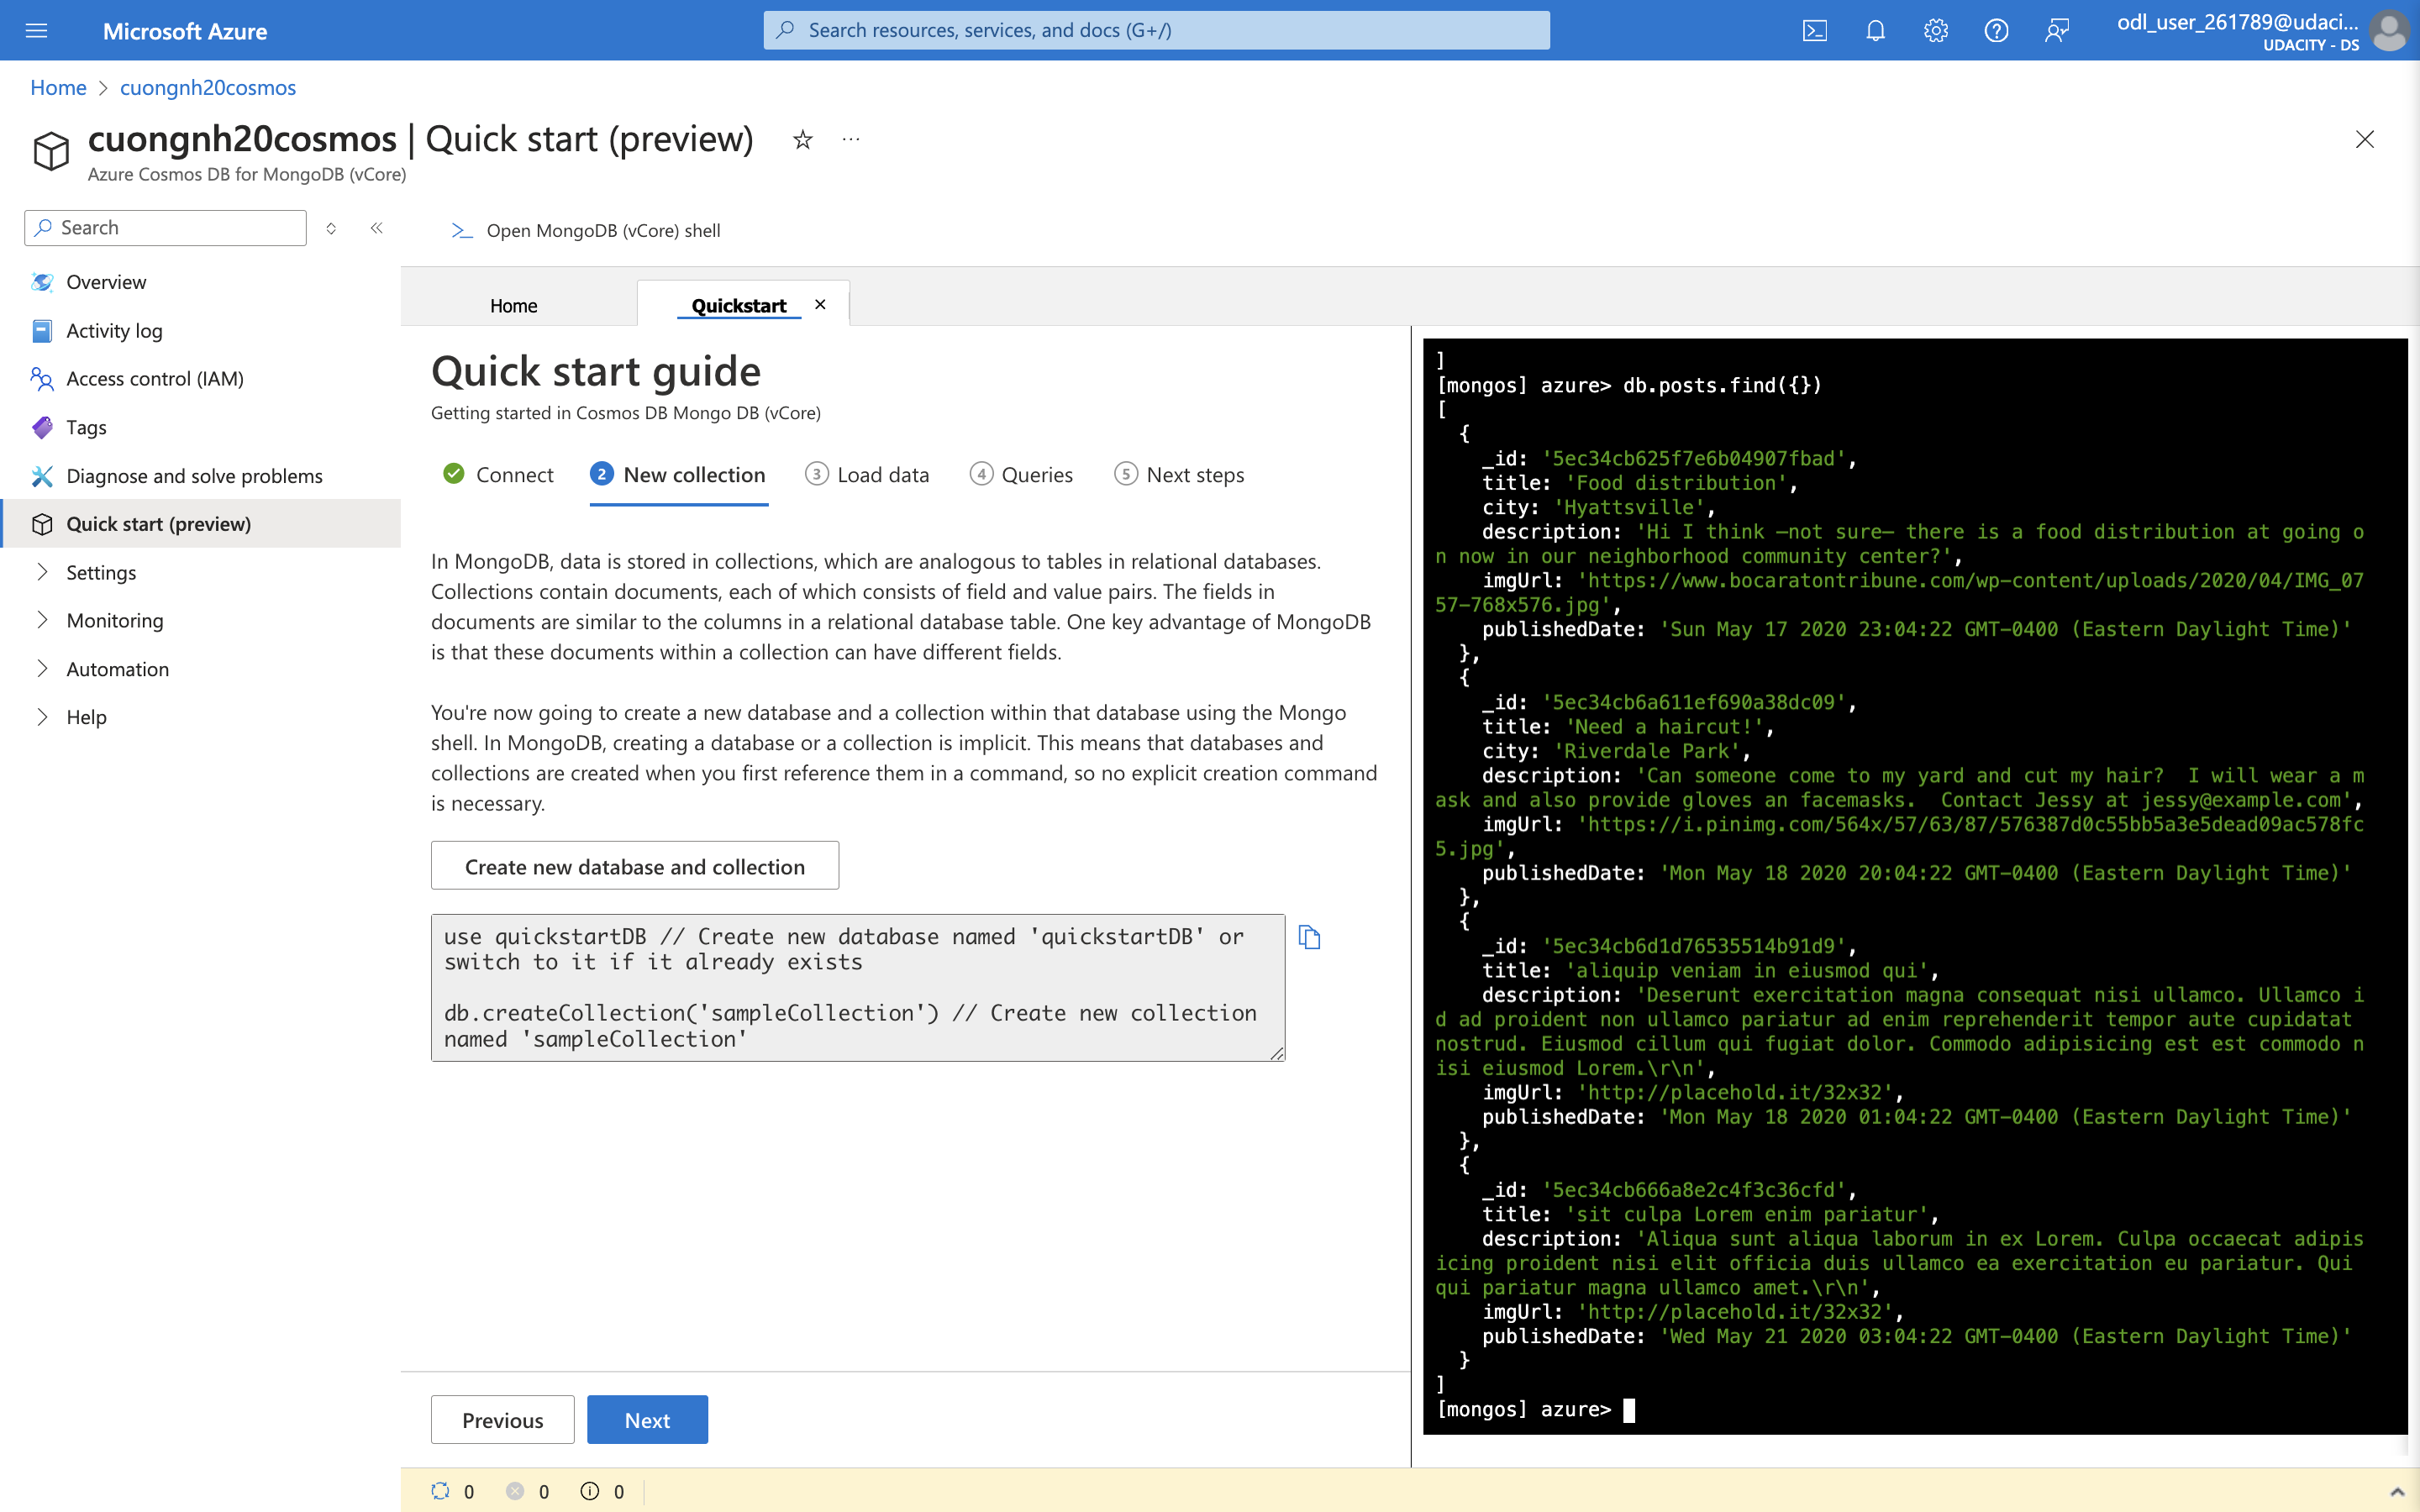 Microsoft Azure
Search resources, services, and docs (G+/)
odl_user_261789@udaci...
UDACITY - DS
Home > cuongnh20cosmos
cuongnh20cosmos | Quick start (preview)
Azure Cosmos DB for MongoDB (vCore)
Search
Overview
Activity log
Access control (IAM)
Tags
Diagnose and solve problems
Quick start (preview)
Settings
Monitoring
Automation
Help
Open MongoDB (vCore) shell
Home
Quickstart
Quick start guide
Getting started in Cosmos DB Mongo DB (vCore)
Connect
2 New collection
3 Load data
4 Queries
5 Next steps
In MongoDB, data is stored in collections, which are analogous to tables in relational databases.
Collections contain documents, each of which consists of field and value pairs. The fields in
documents are similar to the columns in a relational database table. One key advantage of MongoDB
is that these documents within a collection can have different fields.
You're now going to create a new database and a collection within that database using the Mongo
shell. In MongoDB, creating a database or a collection is implicit. This means that databases and
collections are created when you first reference them in a command, so no explicit creation command
is necessary.
Create new database and collection
use quickstartDB // Create new database named 'quickstartDB' or
switch to it if it already exists
db.createCollection('sampleCollection') // Create new collection
named 'sampleCollection'
Previous
Next
0
0
0
]
[mongos] azure> db.posts.find({})
[
{
_id: '5ec34cb625f7e6b04907fbad',
title: 'Food distribution',
city: 'Hyattsville',
description: 'Hi I think —not sure— there is a food distribution at going o
n now in our neighborhood community center?',
imgUrl: 'https://www.bocaratontribune.com/wp-content/uploads/2020/04/IMG_07
57-768x576.jpg',
publishedDate: 'Sun May 17 2020 23:04:22 GMT-0400 (Eastern Daylight Time)'
},
{
_id: '5ec34cb6a611ef690a38dc09',
title: 'Need a haircut!',
city: 'Riverdale Park',
description: 'Can someone come to my yard and cut my hair?  I will wear a m
ask and also provide gloves an facemasks.  Contact Jessy at jessy@example.com',
imgUrl: 'https://i.pinimg.com/564x/57/63/87/576387d0c55bb5a3e5dead09ac578fc
5.jpg',
publishedDate: 'Mon May 18 2020 20:04:22 GMT-0400 (Eastern Daylight Time)'
},
{
_id: '5ec34cb6d1d76535514b91d9',
title: 'aliquip veniam in eiusmod qui',
description: 'Deserunt exercitation magna consequat nisi ullamco. Ullamco i
d ad proident non ullamco pariatur ad enim reprehenderit tempor aute cupidatat
nostrud. Eiusmod cillum qui fugiat dolor. Commodo adipisicing est est commodo n
isi eiusmod Lorem.\r\n',
imgUrl: 'http://placehold.it/32x32',
publishedDate: 'Mon May 18 2020 01:04:22 GMT-0400 (Eastern Daylight Time)'
},
{
_id: '5ec34cb666a8e2c4f3c36cfd',
title: 'sit culpa Lorem enim pariatur',
description: 'Aliqua sunt aliqua laborum in ex Lorem. Culpa occaecat adipis
icing proident nisi elit officia duis ullamco ea exercitation eu pariatur. Qui
qui pariatur magna ullamco amet.\r\n',
imgUrl: 'http://placehold.it/32x32',
publishedDate: 'Wed May 21 2020 03:04:22 GMT-0400 (Eastern Daylight Time)'
}
]
[mongos] azure>